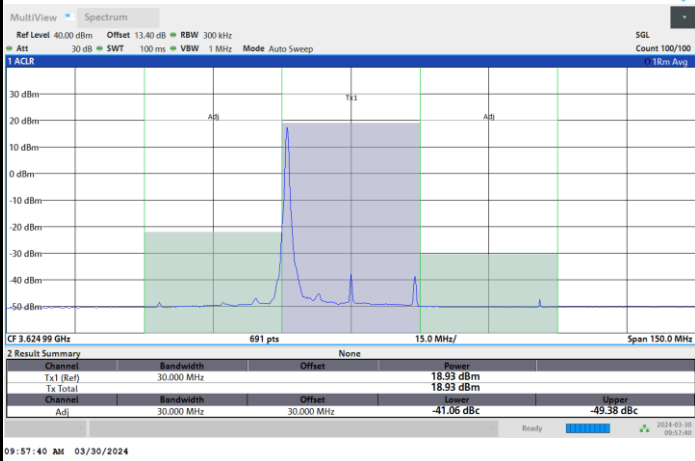 MultiView Spectrum
Ref Level 40.00 dBm Offset 13.40 dB RBW 300 kHz SGL
Att 30 dB SWT 100 ms VBW 1 MHz Mode Auto Sweep Count 100/100
1 ACLR 1Rm Avg
30 dBm
Tx1
20 dBm
Adj Adj
10 dBm
0 dBm
-10 dBm
-20 dBm
-30 dBm
-40 dBm
-50 dBm
CF 3.624 99 GHz 691 pts 15.0 MHz/ Span 150.0 MHz
2 Result Summary None
Channel Bandwidth Offset Power
Tx1 (Ref) 30.000 MHz 18.93 dBm
Tx Total 18.93 dBm
Channel Bandwidth Offset Lower Upper
Adj 30.000 MHz 30.000 MHz -41.06 dBc -49.38 dBc
Ready 2024-03-30
09:57:40
09:57:40 AM 03/30/2024